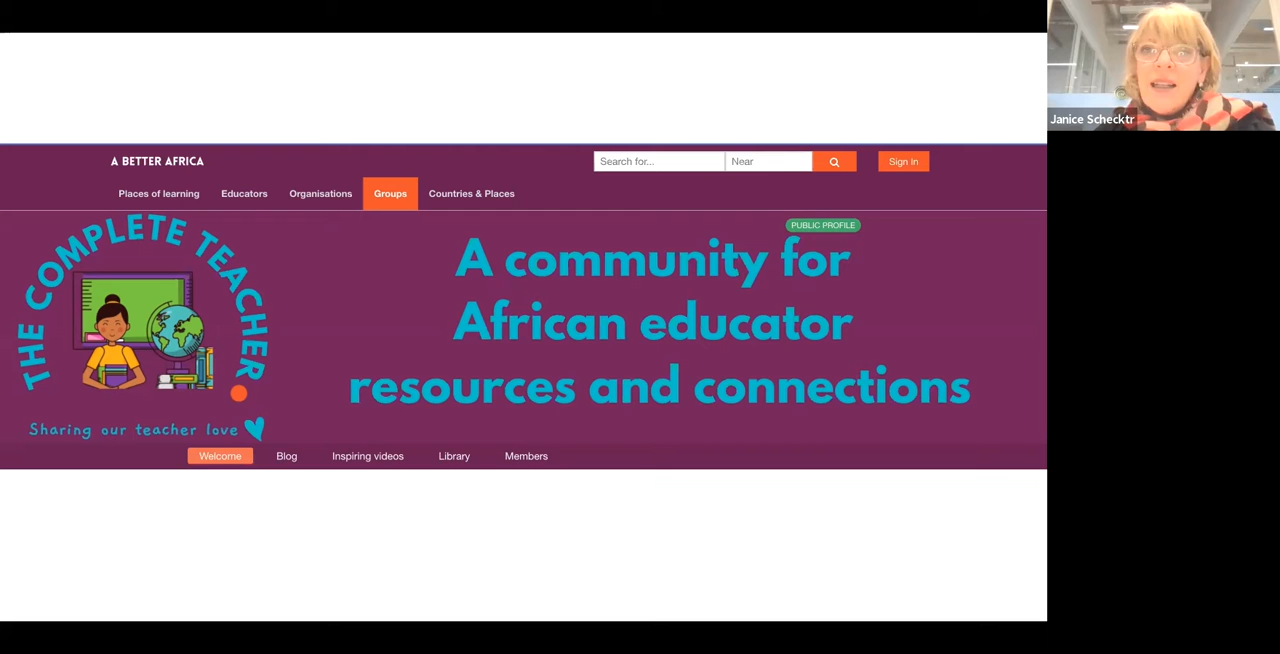 Janice Schecktr
A BETTER AFRICA
Search for... Near
Sign in
Places of learning Educators Organisations Groups Countries & Places
THE COMPLETE TEACHER
PUBLIC PROFILE
A community for
African educator
resources and connections
Sharing our teacher love
Welcome Blog Inspiring videos Library Members